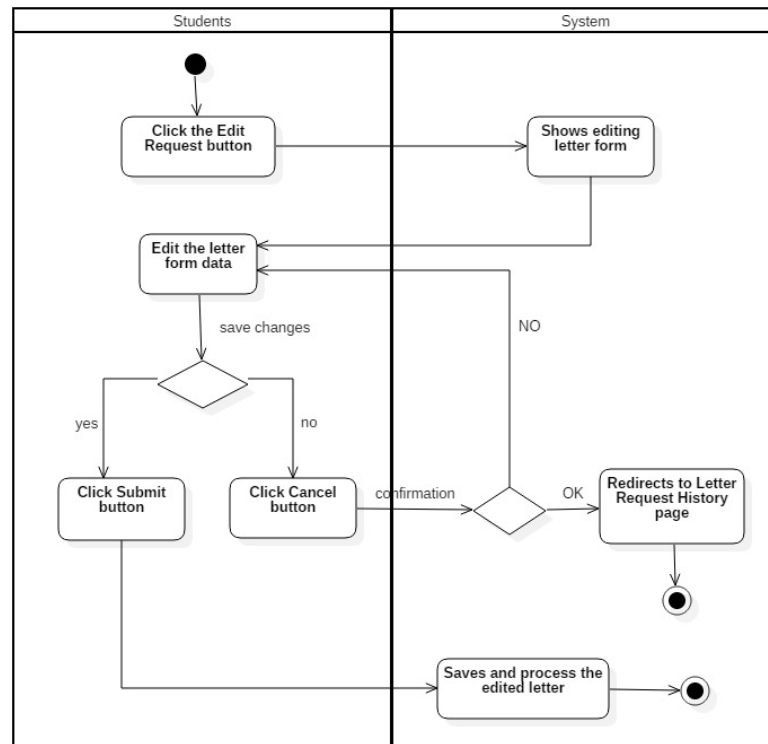 Students
System
Click the Edit
Request button
Shows editing
letter form
Edit the letter
form data
save changes
NO
yes
no
Click Submit
button
Click Cancel
button
confirmation
OK
Redirects to Letter
Request History
page
Saves and process the
edited letter